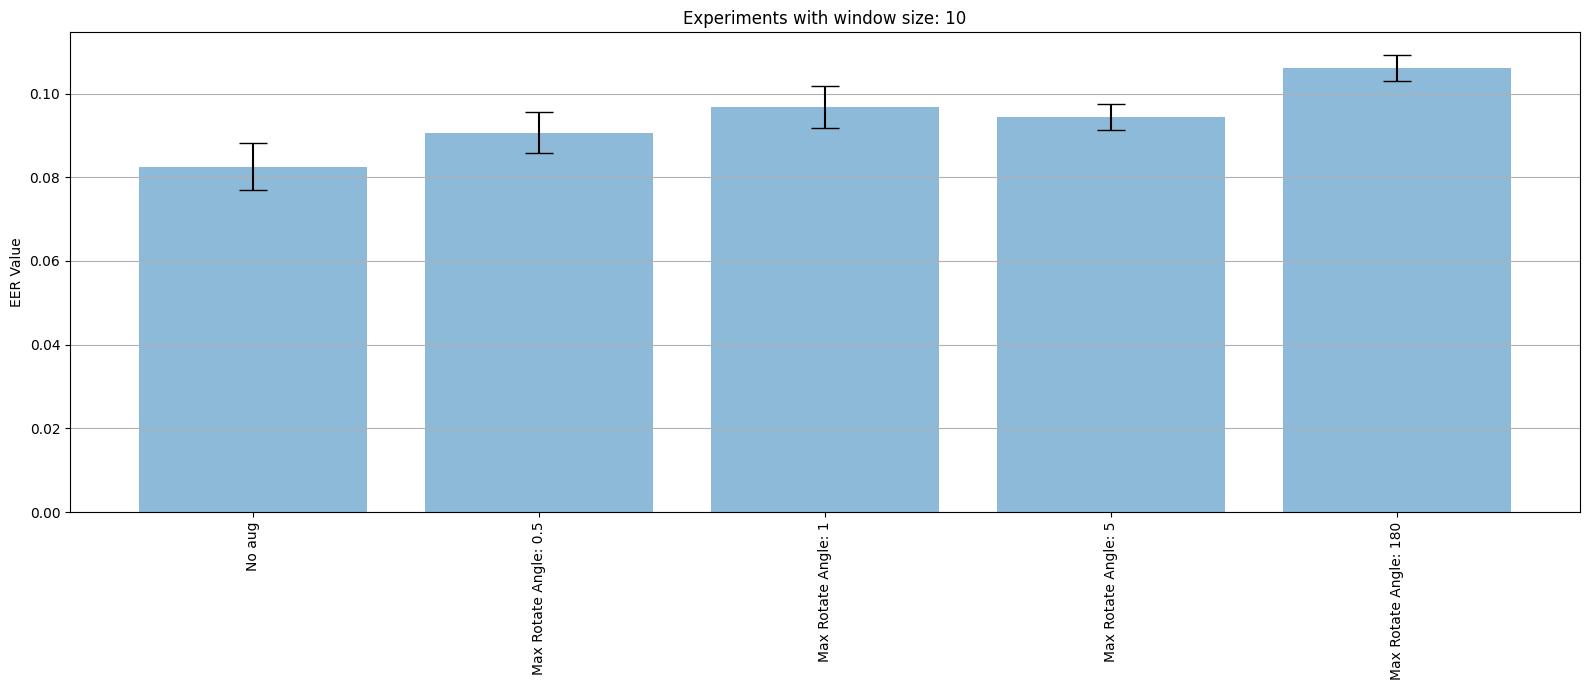 Experiments with window size: 10
EER Value
0.10
0.08
0.06
0.04
0.02
0.00
No aug
Max Rotate Angle: 0.5
Max Rotate Angle: 1
Max Rotate Angle: 5
Max Rotate Angle: 180